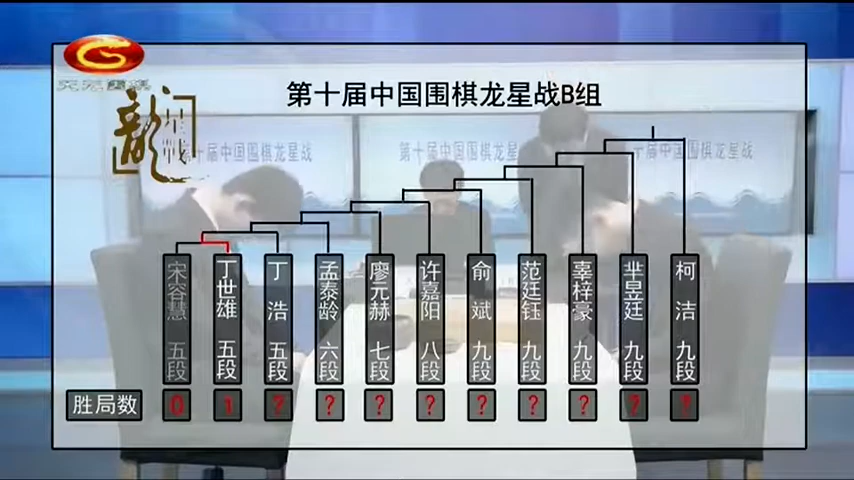 第十届中国围棋龙星战B组
龍星战
第十届中国围棋龙星战
第十届中国围棋龙星战
第十届中国围棋龙星战
宋容慧 五段
丁世雄 五段
丁浩 五段
孟泰龄 六段
廖元赫 七段
许嘉阳 八段
俞斌 九段
范廷钰 九段
辜梓豪 九段
芈昱廷 九段
柯洁 九段
胜局数 0 1 ? ? ? ? ? ? ? ? ?